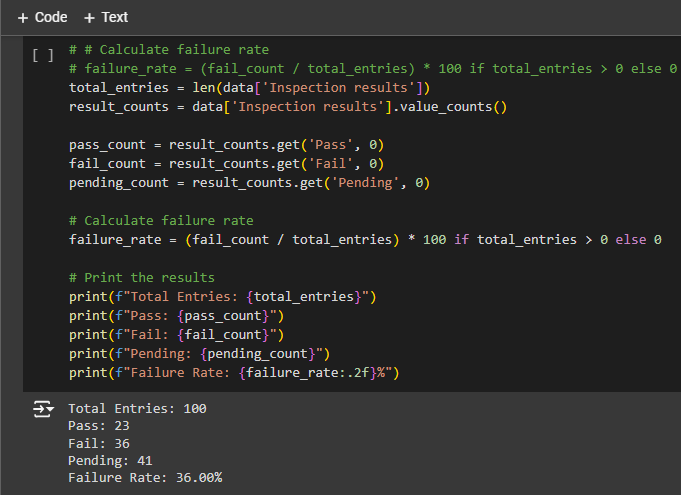 + Code + Text
[ ] # # Calculate failure rate
# failure_rate = (fail_count / total_entries) * 100 if total_entries > 0 else 0
total_entries = len(data['Inspection results'])
result_counts = data['Inspection results'].value_counts()
pass_count = result_counts.get('Pass', 0)
fail_count = result_counts.get('Fail', 0)
pending_count = result_counts.get('Pending', 0)
# Calculate failure rate
failure_rate = (fail_count / total_entries) * 100 if total_entries > 0 else 0
# Print the results
print(f"Total Entries: {total_entries}")
print(f"Pass: {pass_count}")
print(f"Fail: {fail_count}")
print(f"Pending: {pending_count}")
print(f"Failure Rate: {failure_rate:.2f}%")
Total Entries: 100
Pass: 23
Fail: 36
Pending: 41
Failure Rate: 36.00%